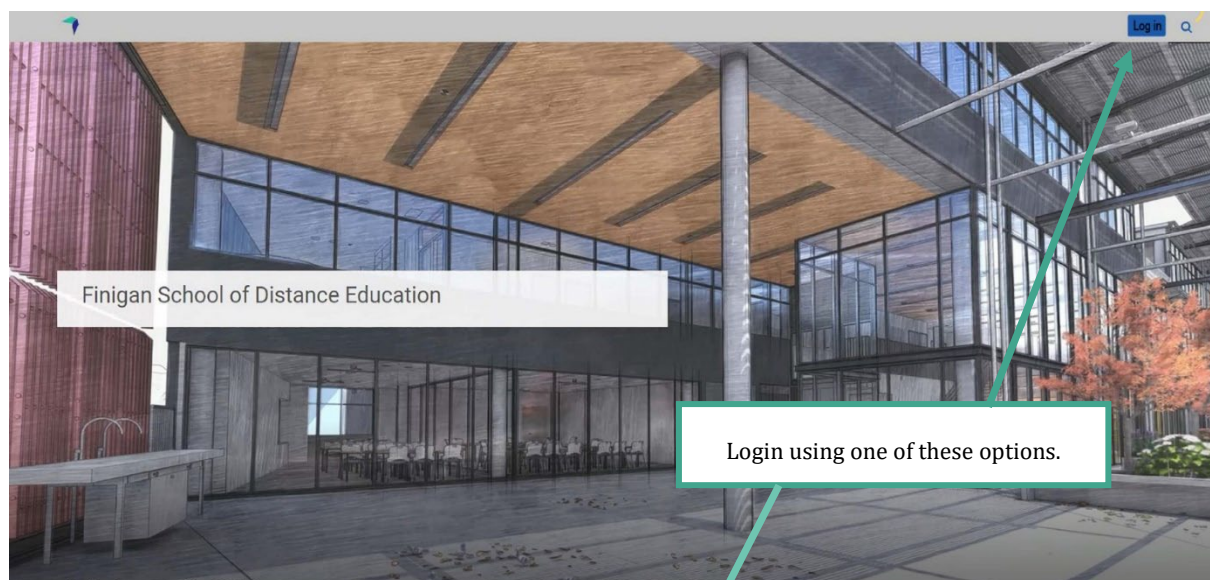 Log in
Finigan School of Distance Education
Login using one of these options.